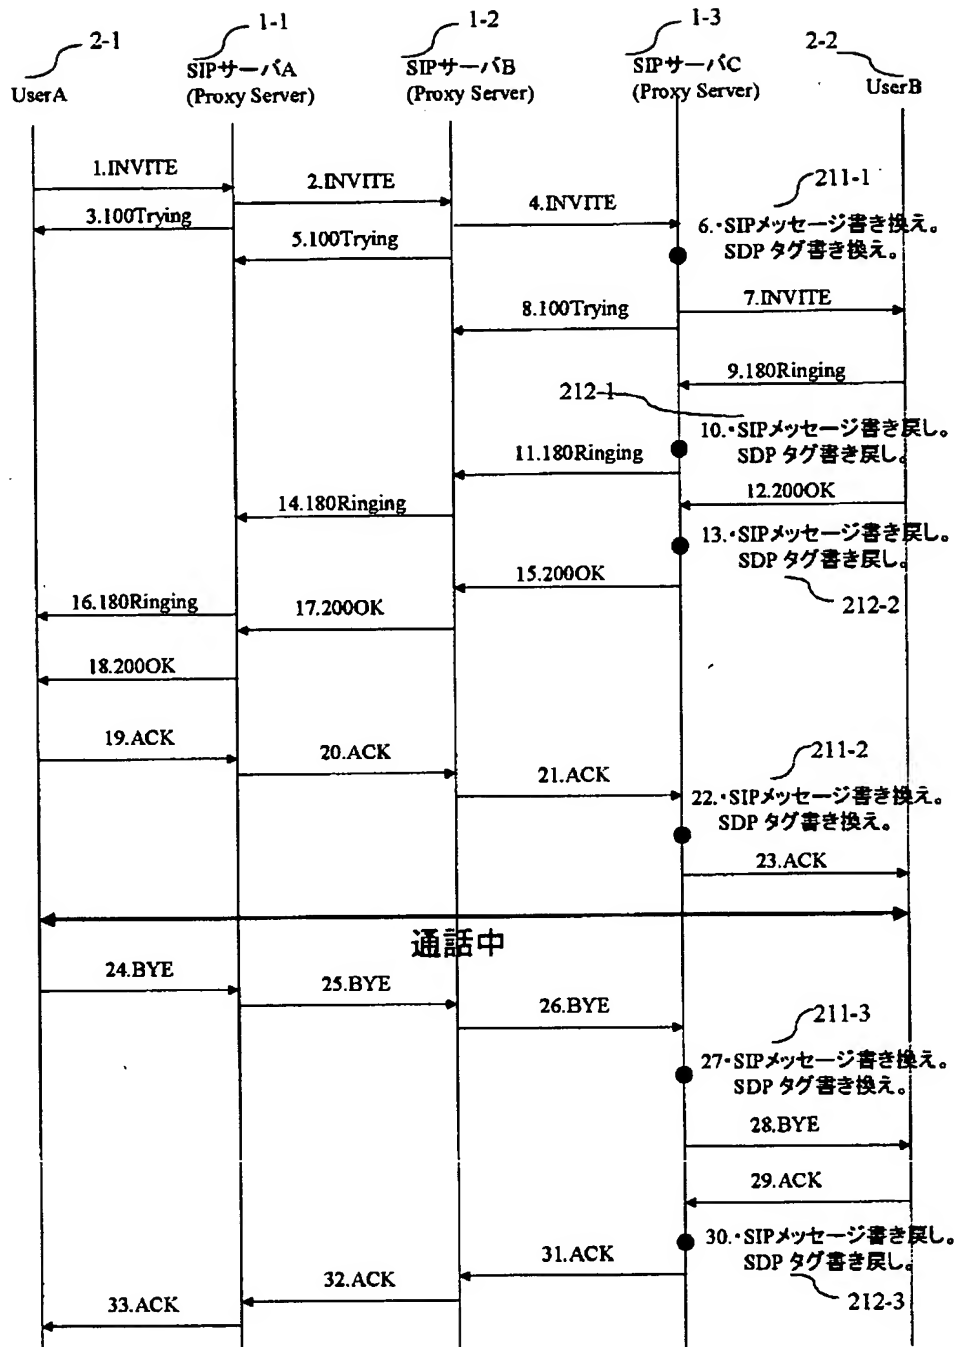 2-1
1-1
1-2
1-3
2-2
UserA
SIPサーバA
(Proxy Server)
SIPサーバB
(Proxy Server)
SIPサーバC
(Proxy Server)
UserB
1.INVITE
2.INVITE
211-1
3.100Trying
4.INVITE
6.・SIPメッセージ書き換え。
SDP タグ書き換え。
5.100Trying
7.INVITE
8.100Trying
9.180Ringing
212-1
10.・SIPメッセージ書き戻し。
SDP タグ書き戻し。
11.180Ringing
12.200OK
14.180Ringing
13.・SIPメッセージ書き戻し。
SDP タグ書き戻し。
15.200OK
16.180Ringing
17.200OK
212-2
18.200OK
19.ACK
20.ACK
211-2
21.ACK
22.・SIPメッセージ書き換え。
SDP タグ書き換え。
23.ACK
通話中
24.BYE
25.BYE
26.BYE
211-3
27・SIPメッセージ書き換え。
SDP タグ書き換え。
28.BYE
29.ACK
30.・SIPメッセージ書き戻し。
SDP タグ書き戻し。
31.ACK
32.ACK
33.ACK
212-3